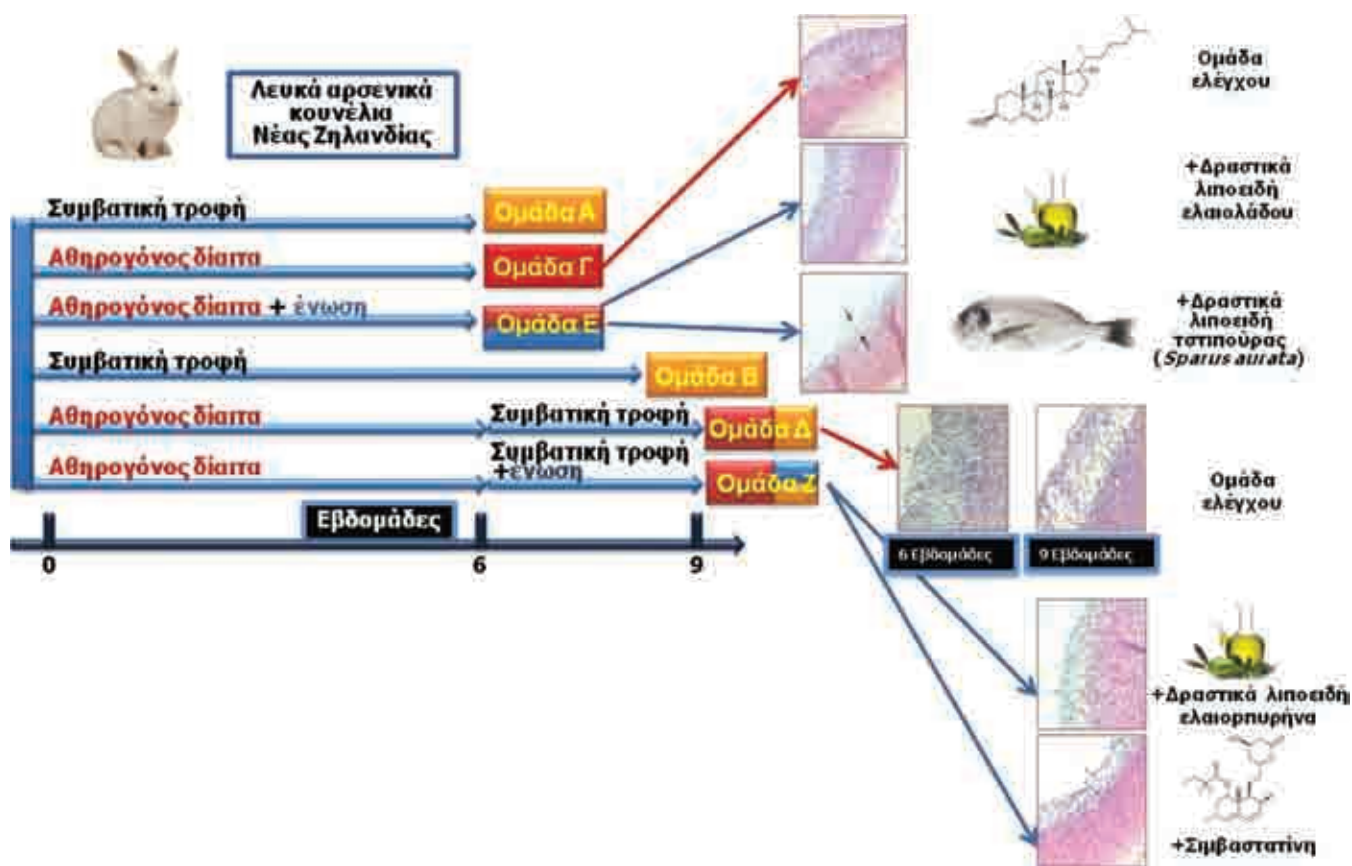 Λευκά αρσενικά
κουνέλια
Νέας Ζηλανδίας
Συμβατική τροφή
Ομάδα Α
Αθηρογόνος δίαιτα
Ομάδα Γ
Αθηρογόνος δίαιτα + ένωση
Ομάδα Ε
Συμβατική τροφή
Ομάδα Β
Αθηρογόνος δίαιτα
Συμβατική τροφή
Ομάδα Δ
Αθηρογόνος δίαιτα
Συμβατική τροφή
+ένωση
Ομάδα Ζ
Εβδομάδες
0
6
9
Ομάδα
ελέγχου
+Δραστικά
λιποειδή
ελαιολάδου
+Δραστικά
λιποειδή
τστιπούρας
(Sparus aurata)
6 Εβδομάδες
9 Εβδομάδες
Ομάδα
ελέγχου
+Δραστικά λιποειδή
ελαιορπυρήνα
+Σιμβαστατίνη